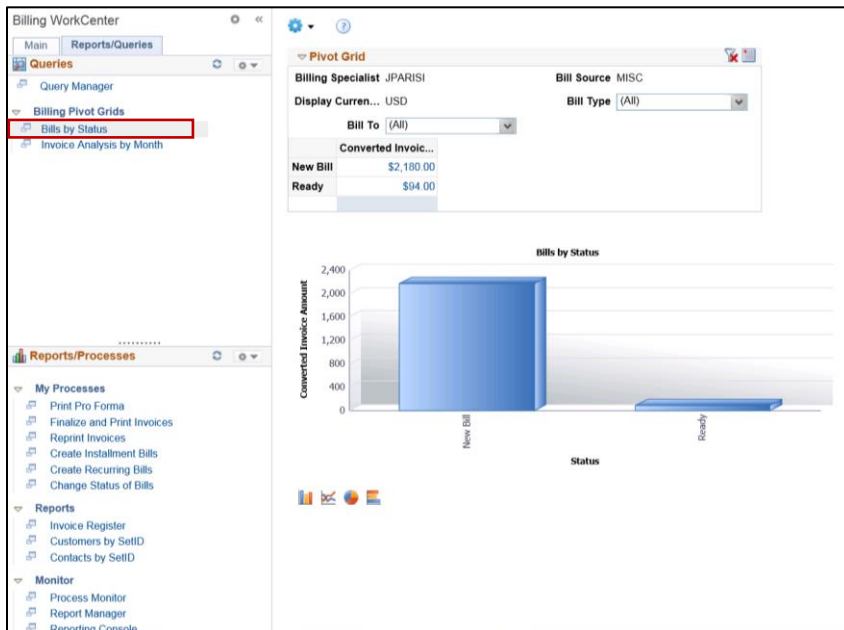 Billing WorkCenter
Main
Reports/Queries
Queries
Query Manager
Billing Pivot Grids
Bills by Status
Invoice Analysis by Month
Reports/Processes
My Processes
Print Pro Forma
Finalize and Print Invoices
Reprint Invoices
Create Installment Bills
Create Recurring Bills
Change Status of Bills
Reports
Invoice Register
Customers by SetID
Contacts by SetID
Monitor
Process Monitor
Report Manager
Reporting Console
Pivot Grid
Billing Specialist JPARISI Bill Source MISC
Display Curren... USD Bill Type (All)
Bill To (All)
Converted Invoic...
New Bill $2,180.00
Ready $94.00
Bills by Status
Converted Invoice Amount
2,400
2,000
1,600
1,200
800
400
0
New Bill
Ready
Status